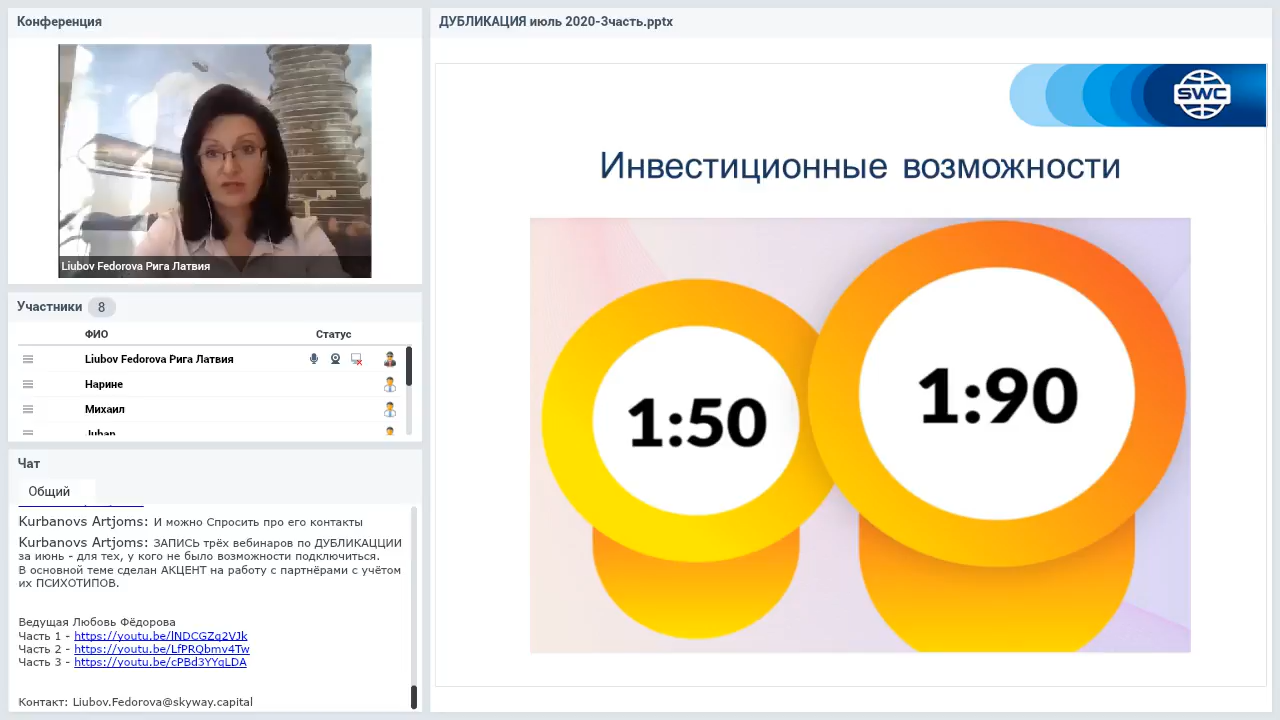 Конференция
Liubov Fedorova Рига Латвия
Участники 8
ФИО Статус
Liubov Fedorova Рига Латвия
Нарине
Михаил
Чат
Общий
Kurbanovs Artjoms: И можно Спросить про его контакты
Kurbanovs Artjoms: ЗАПИСЬ трёх вебинаров по ДУБЛИКАЦЦИИ
за июнь - для тех, у кого не было возможности подключиться.
В основной теме сделан АКЦЕНТ на работу с партнёрами с учётом
их ПСИХОТИПОВ.
Ведущая Любовь Фёдорова
Часть 1 - https://youtu.be/lNDCGZq2VJk
Часть 2 - https://youtu.be/LfPRQbmv4Tw
Часть 3 - https://youtu.be/cPBd3YYqLDA
Контакт: Liubov.Fedorova@skyway.capital
ДУБЛИКАЦИЯ июль 2020-3часть.pptx
SWC
Инвестиционные возможности
1:50
1:90